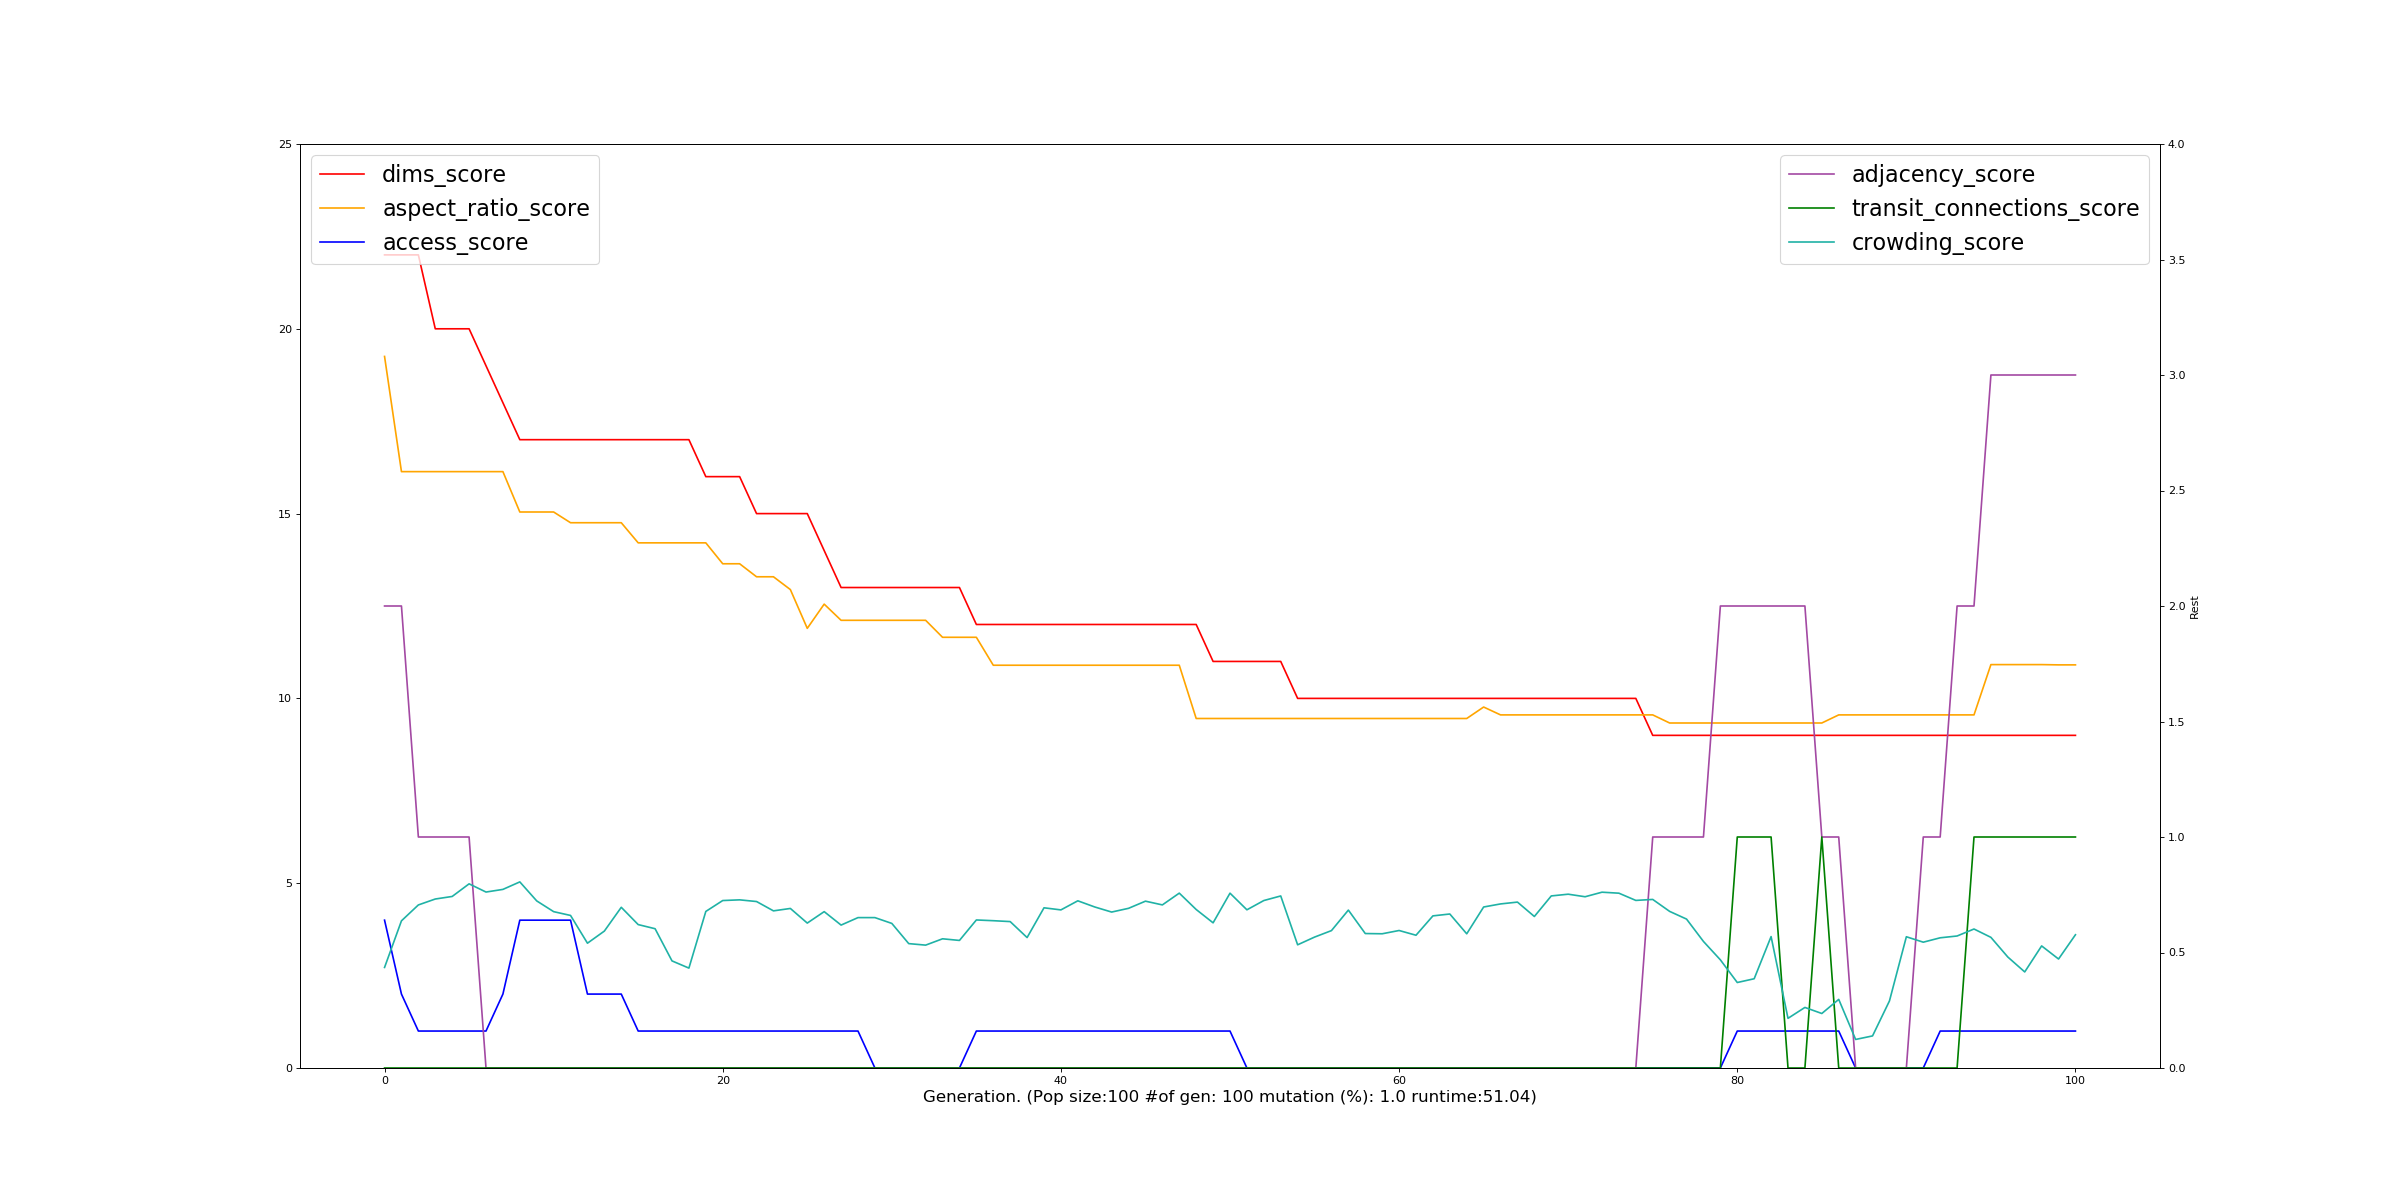 dims_score
aspect_ratio_score
access_score
adjacency_score
transit_connections_score
crowding_score
25
20
15
10
5
0
4.0
3.5
3.0
2.5
2.0
1.5
1.0
0.5
0.0
Rest
0 20 40 60 80 100
Generation. (Pop size:100 #of gen: 100 mutation (%): 1.0 runtime:51.04)